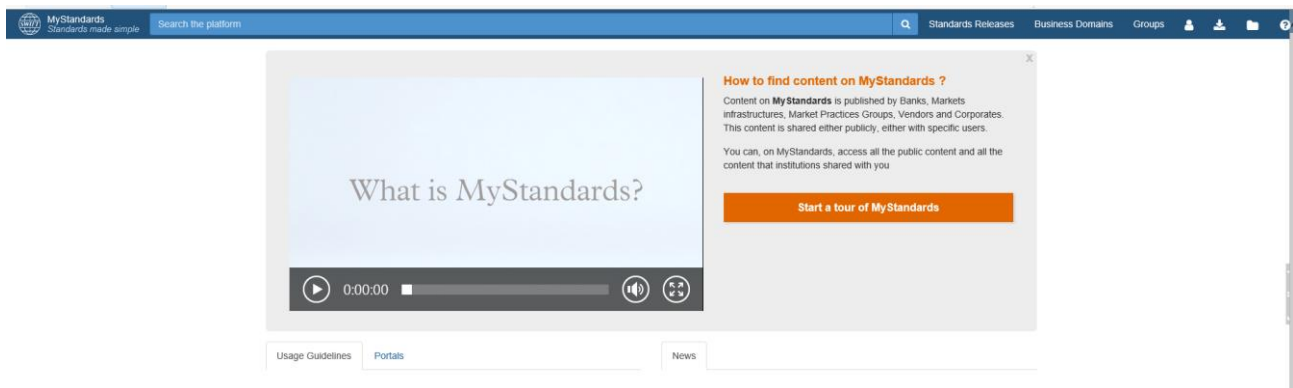 SWIFT
MyStandards
Standards made simple
Search the platform
Standards Releases
Business Domains
Groups
?
X
How to find content on MyStandards ?
Content on MyStandards is published by Banks, Markets
infrastructures, Market Practices Groups, Vendors and Corporates.
This content is shared either publicly, either with specific users.
You can, on MyStandards, access all the public content and all the
content that institutions shared with you
Start a tour of MyStandards
What is MyStandards?
0:00:00
Usage Guidelines
Portals
News